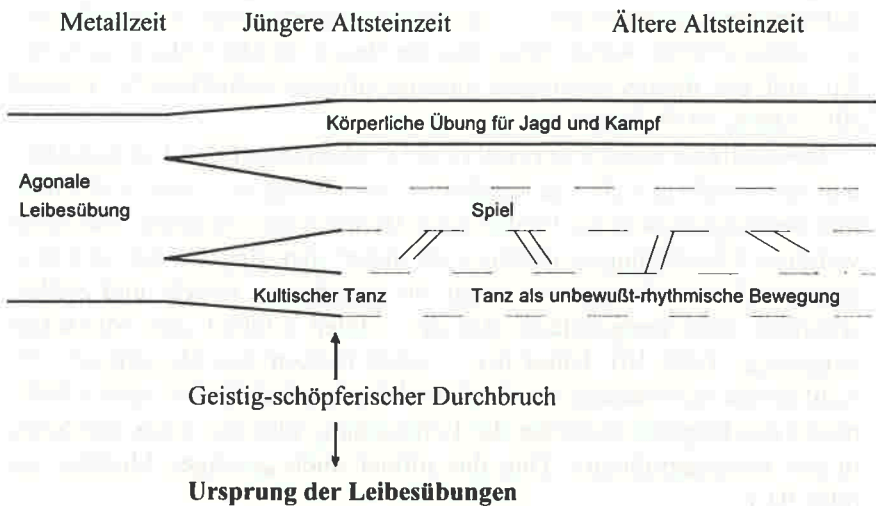 Metallzeit Jüngere Altsteinzeit Ältere Altsteinzeit
Körperliche Übung für Jagd und Kampf
Agonale
Leibesübung
Spiel
Kultischer Tanz Tanz als unbewußt-rhythmische Bewegung
Geistig-schöpferischer Durchbruch
Ursprung der Leibesübungen